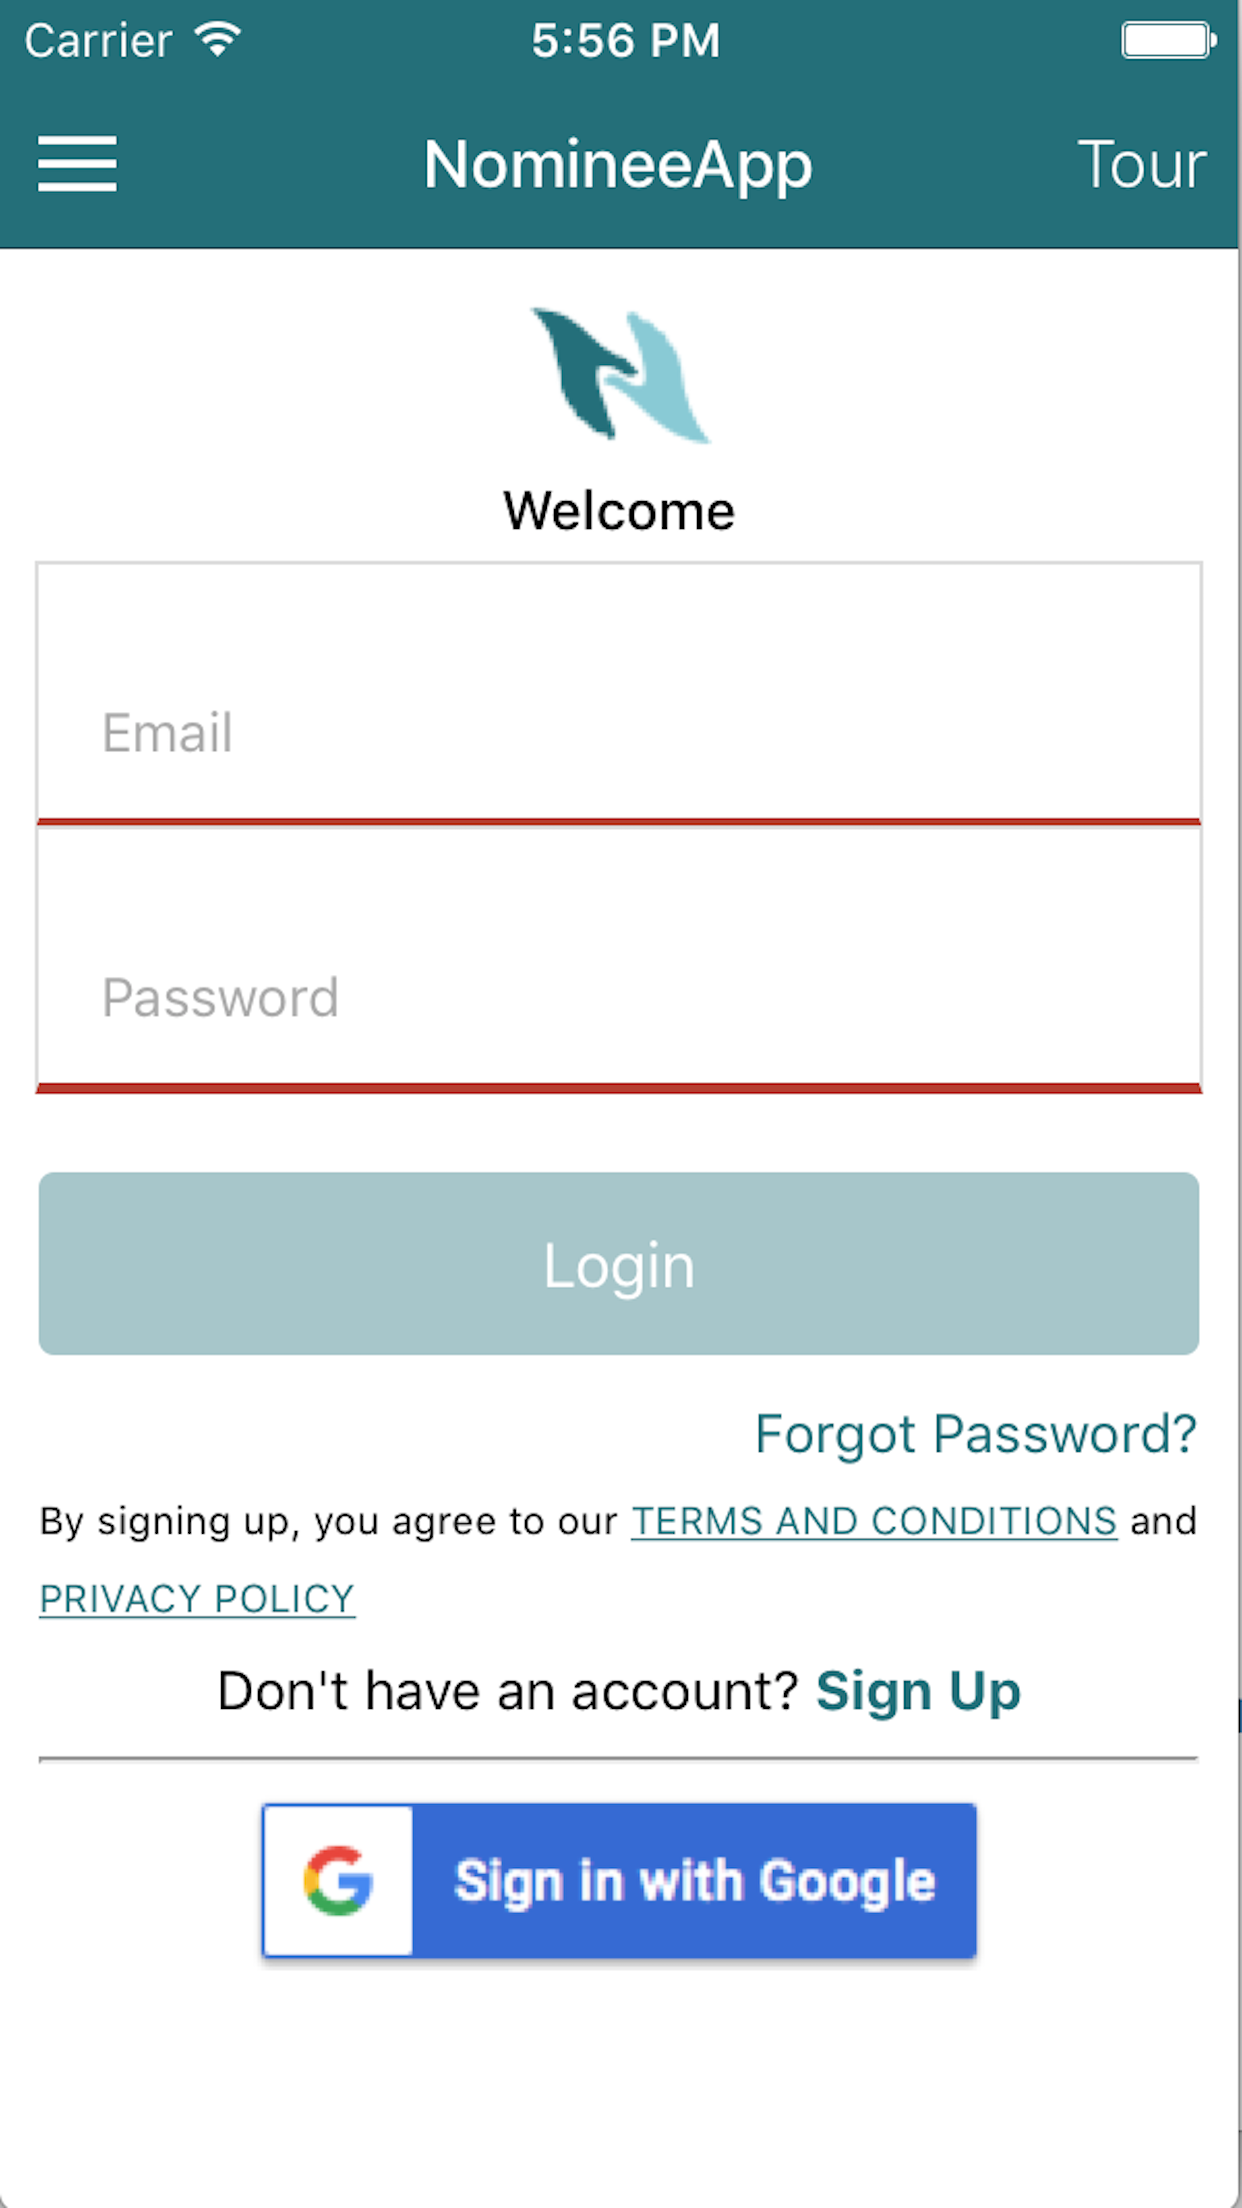 Carrier 5:56 PM
NomineeApp Tour
Welcome
Email
Password
Login
Forgot Password?
By signing up, you agree to our TERMS AND CONDITIONS and
PRIVACY POLICY
Don't have an account? Sign Up
G Sign in with Google